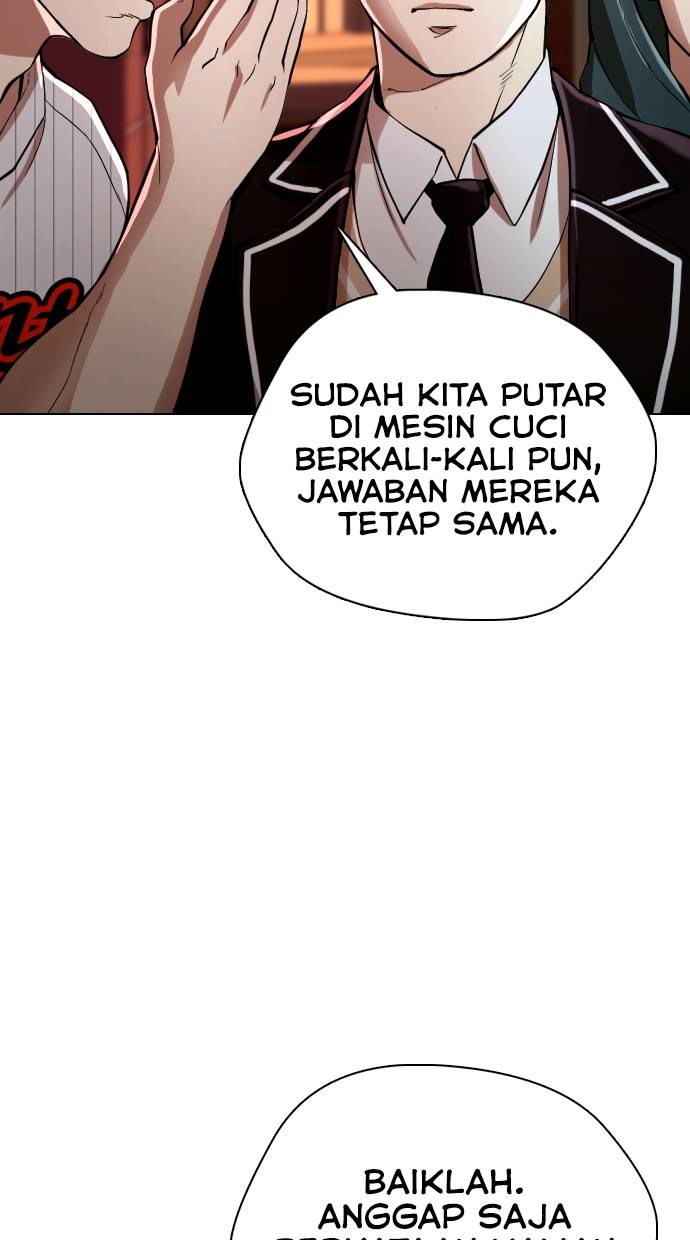 SUDAH KITA PUTAR
DI MESIN CUCI
BERKALI-KALI PUN,
JAWABAN MEREKA
TETAP SAMA.
BAIKLAH.
ANGGAP SAJA